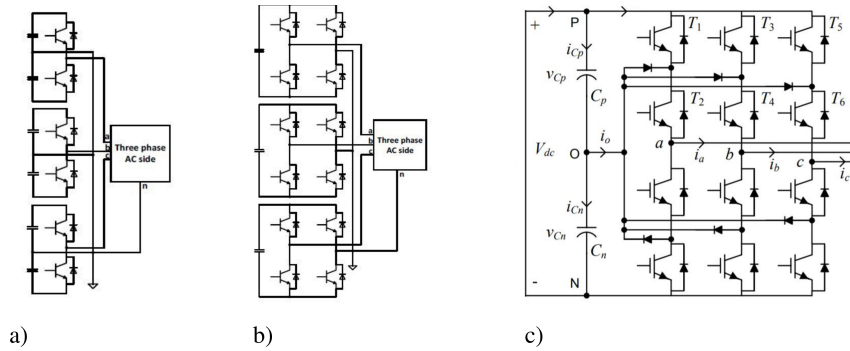 a
b
c
Three phase
AC side
n
a
b
c
Three phase
AC side
n
+
P
T1
T3
T5
iCp
vCp
Cp
T2
T4
T6
Vdc
O
io
a
ia
b
ib
c
ic
iCn
vCn
Cn
-
N
a)
b)
c)